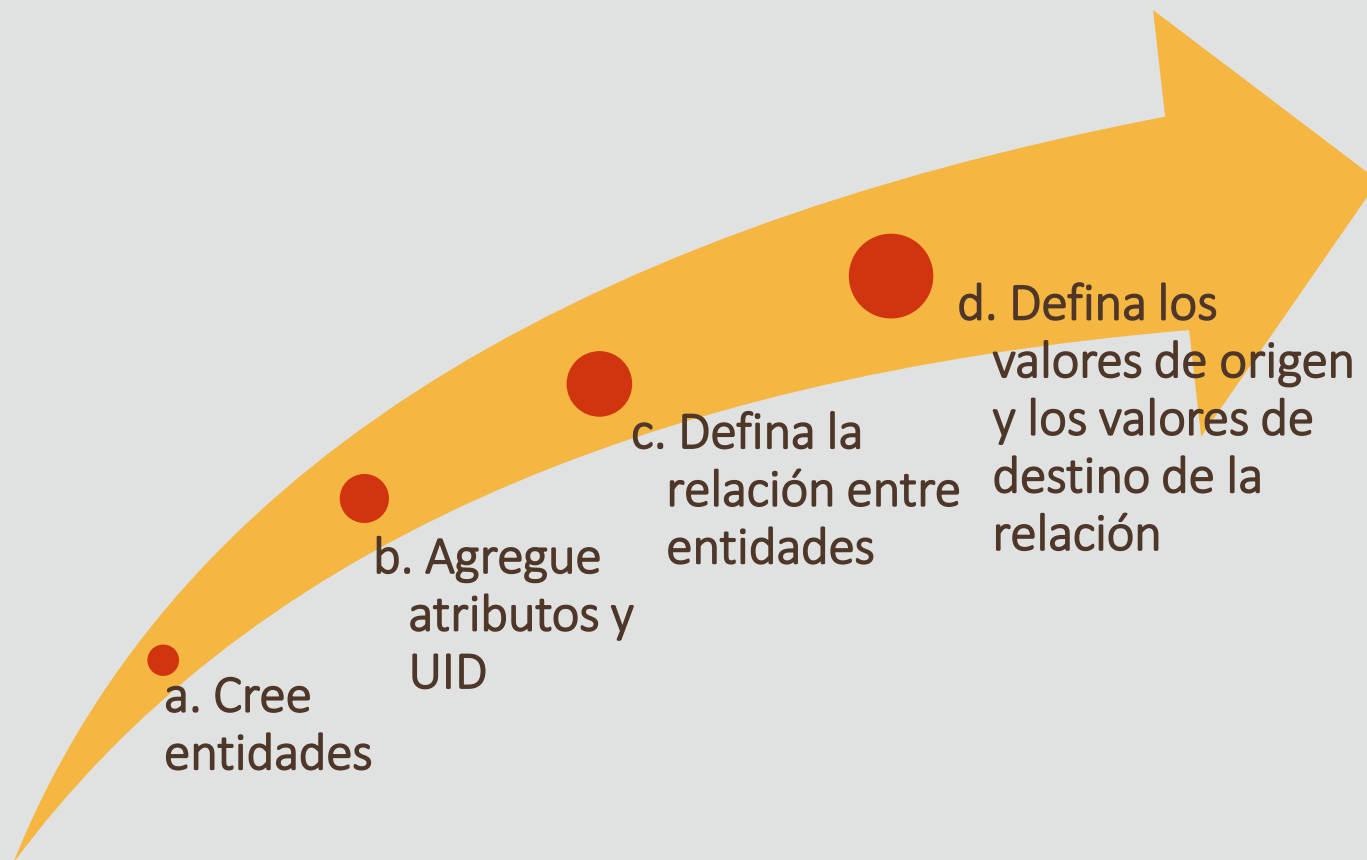 a. Cree
entidades
b. Agregue
atributos y
UID
c. Defina la
relación entre
entidades
d. Defina los
valores de origen
y los valores de
destino de la
relación